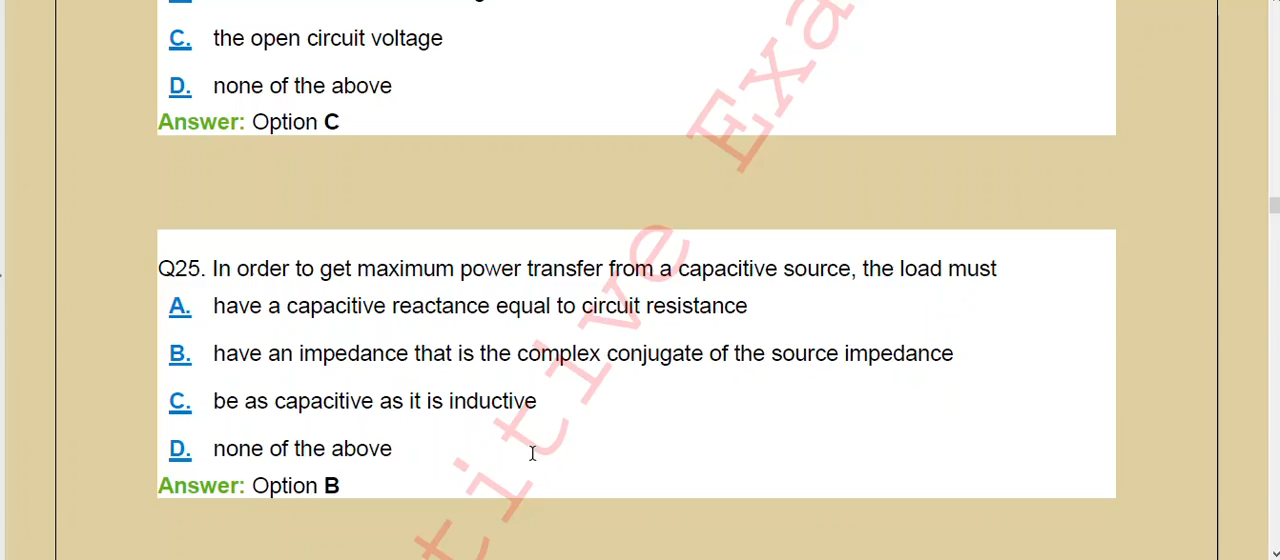 C. the open circuit voltage
D. none of the above
Answer: Option C
Q25. In order to get maximum power transfer from a capacitive source, the load must
A. have a capacitive reactance equal to circuit resistance
B. have an impedance that is the complex conjugate of the source impedance
C. be as capacitive as it is inductive
D. none of the above
Answer: Option B
titive Exa